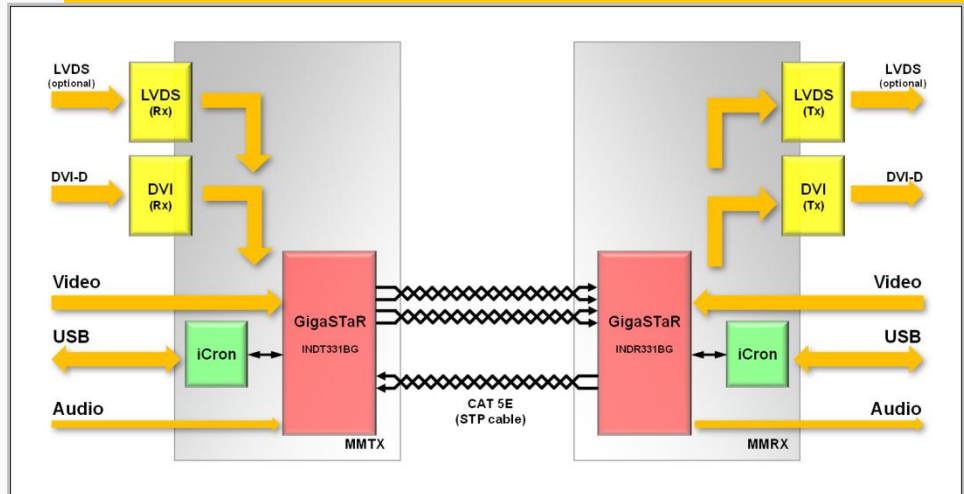 LVDS
(optional)
LVDS
(Rx)
DVI-D
DVI
(Rx)
Video
GigaSTaR
INDT331BG
USB
iCron
Audio
MMTX
CAT 5E
(STP cable)
LVDS
(Tx)
LVDS
(optional)
DVI
(Tx)
DVI-D
Video
GigaSTaR
INDR331BG
iCron
USB
Audio
MMRX